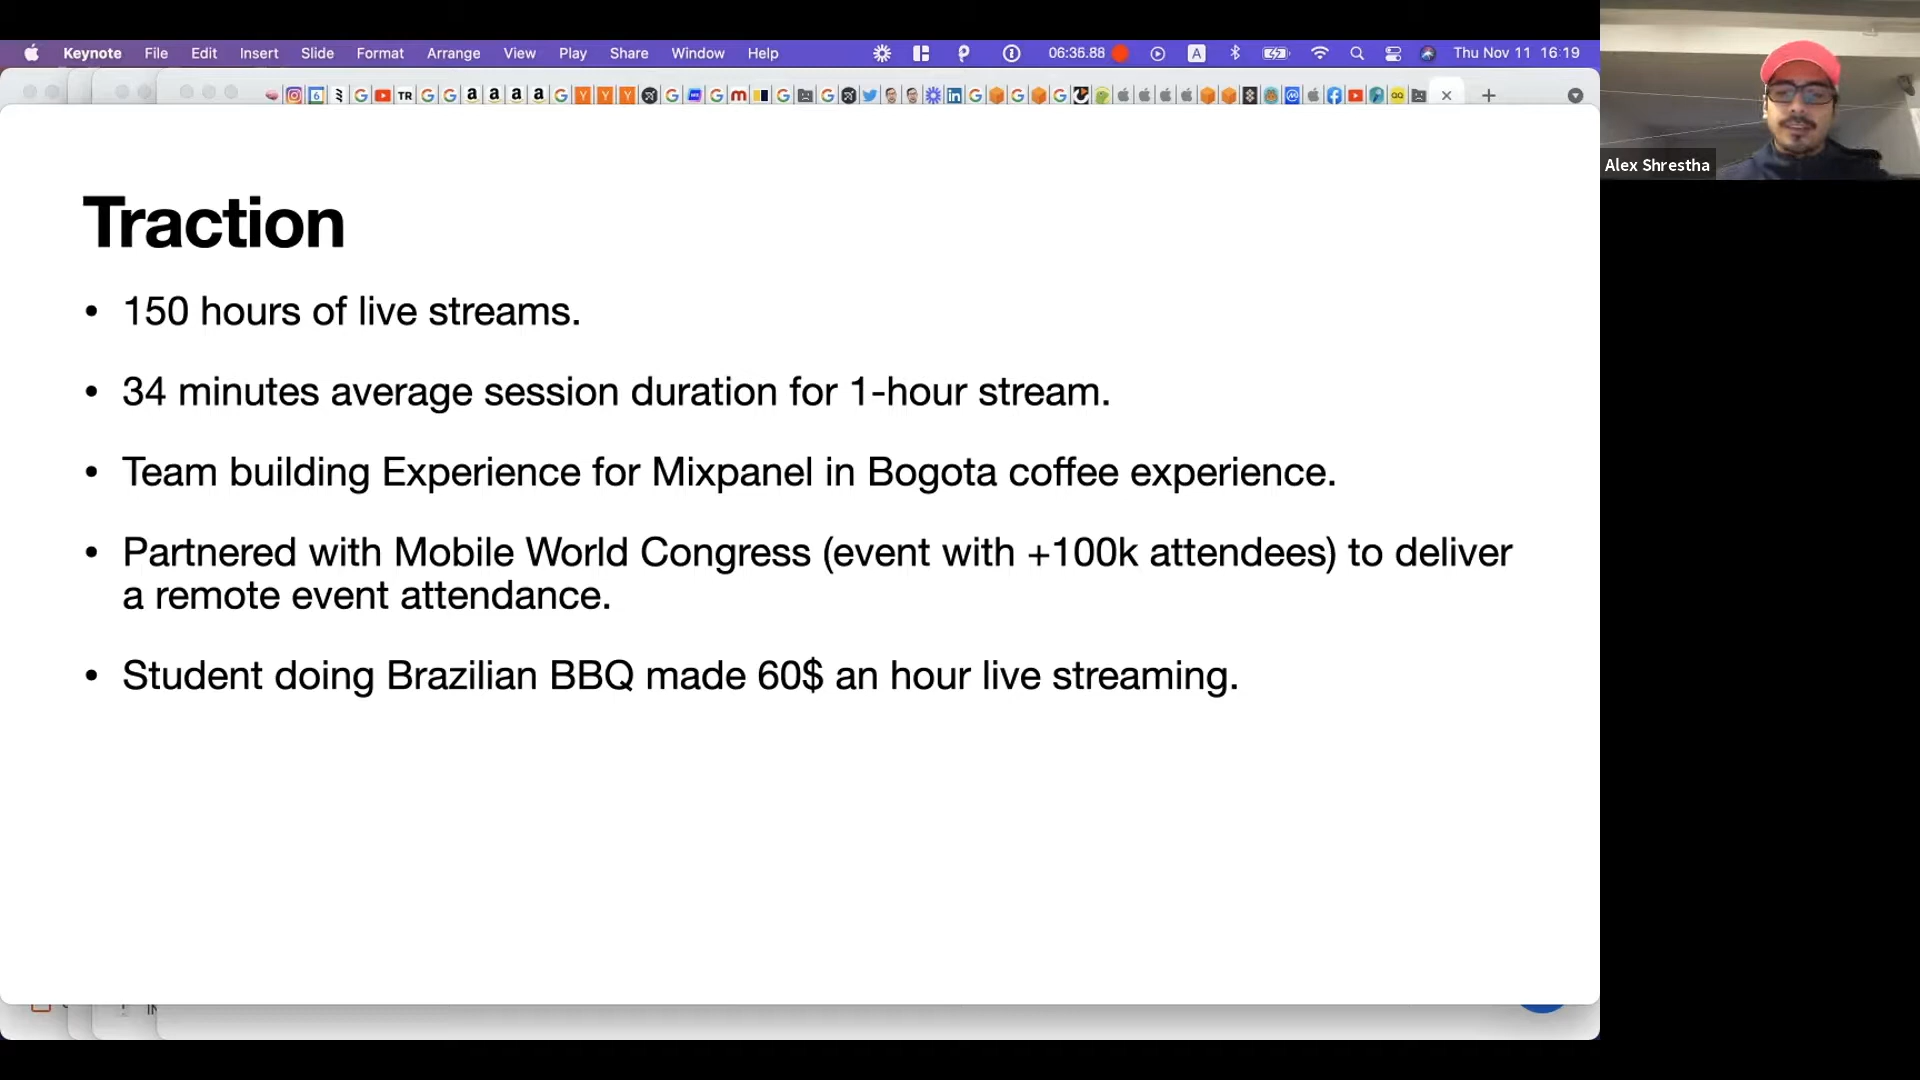 Keynote File Edit Insert Slide Format Arrange View Play Share Window Help 06:36.88 A Thu Nov 11 16:19
Alex Shrestha
Traction
• 150 hours of live streams.
• 34 minutes average session duration for 1-hour stream.
• Team building Experience for Mixpanel in Bogota coffee experience.
• Partnered with Mobile World Congress (event with +100k attendees) to deliver
a remote event attendance.
• Student doing Brazilian BBQ made 60$ an hour live streaming.